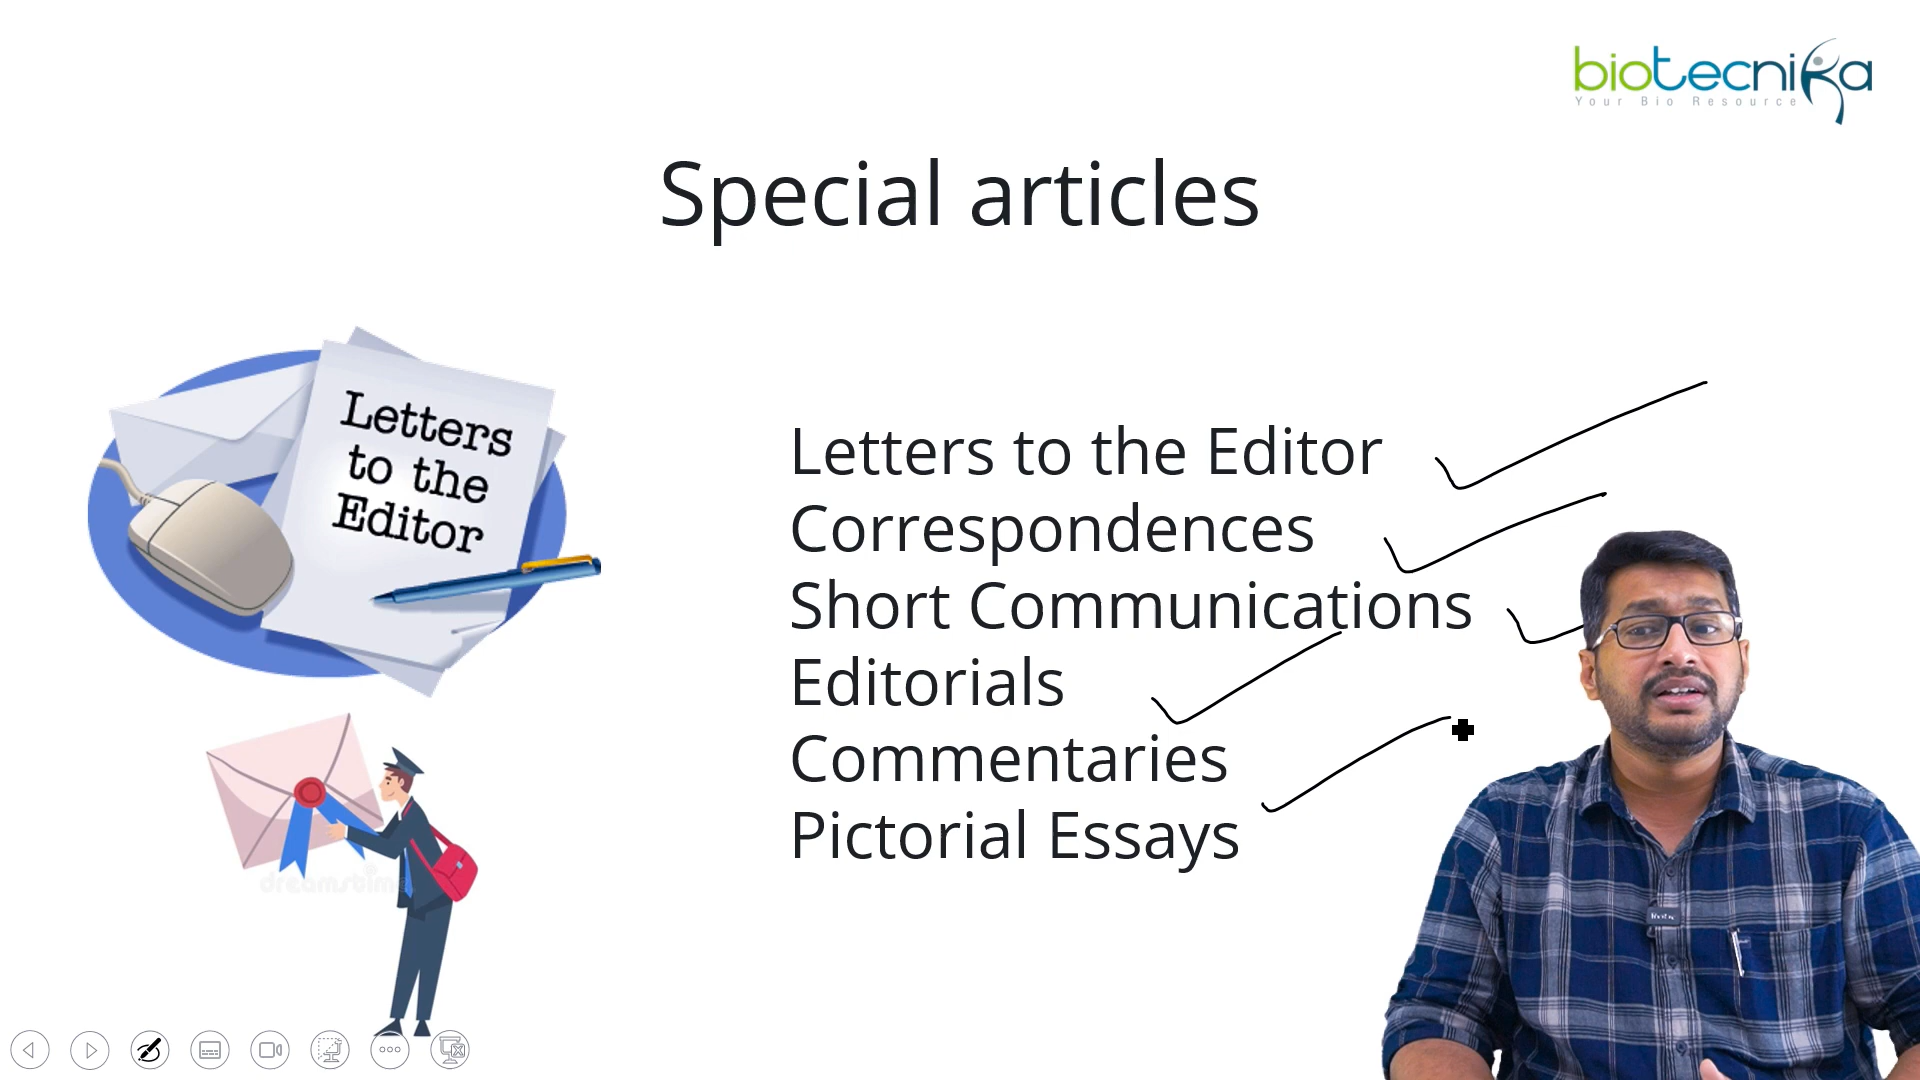 biotecnika
Your Bio Resource
Special articles
Letters
to the
Editor
Letters to the Editor
Correspondences
Short Communications
Editorials
Commentaries
Pictorial Essays
dreamstime